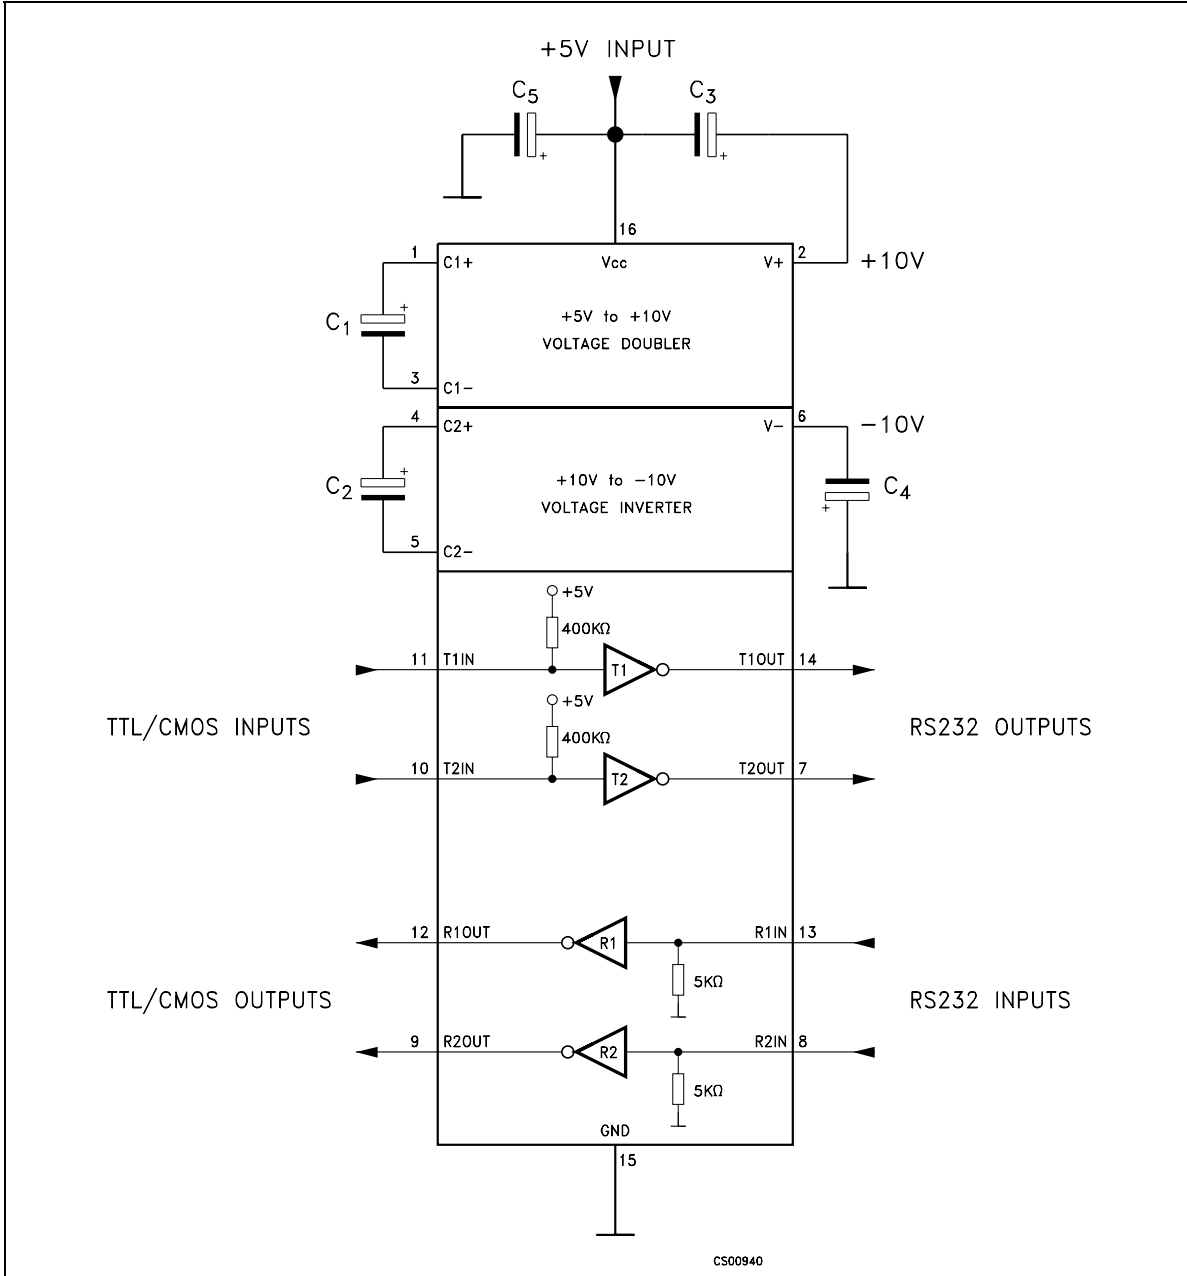 +5V INPUT
C5 C3
+ +
16
1 C1+ Vcc V+ 2 +10V
+
C1 +5V to +10V
VOLTAGE DOUBLER
3 C1-
4 C2+ V- 6 -10V
+
C2 +10V to -10V C4
VOLTAGE INVERTER +
5 C2-
+5V
400KΩ
11 T1IN T1 T1OUT 14
+5V
TTL/CMOS INPUTS RS232 OUTPUTS
400KΩ
10 T2IN T2 T2OUT 7
12 R1OUT R1 R1IN 13
5KΩ
TTL/CMOS OUTPUTS RS232 INPUTS
9 R2OUT R2 R2IN 8
5KΩ
GND
15
CS00940